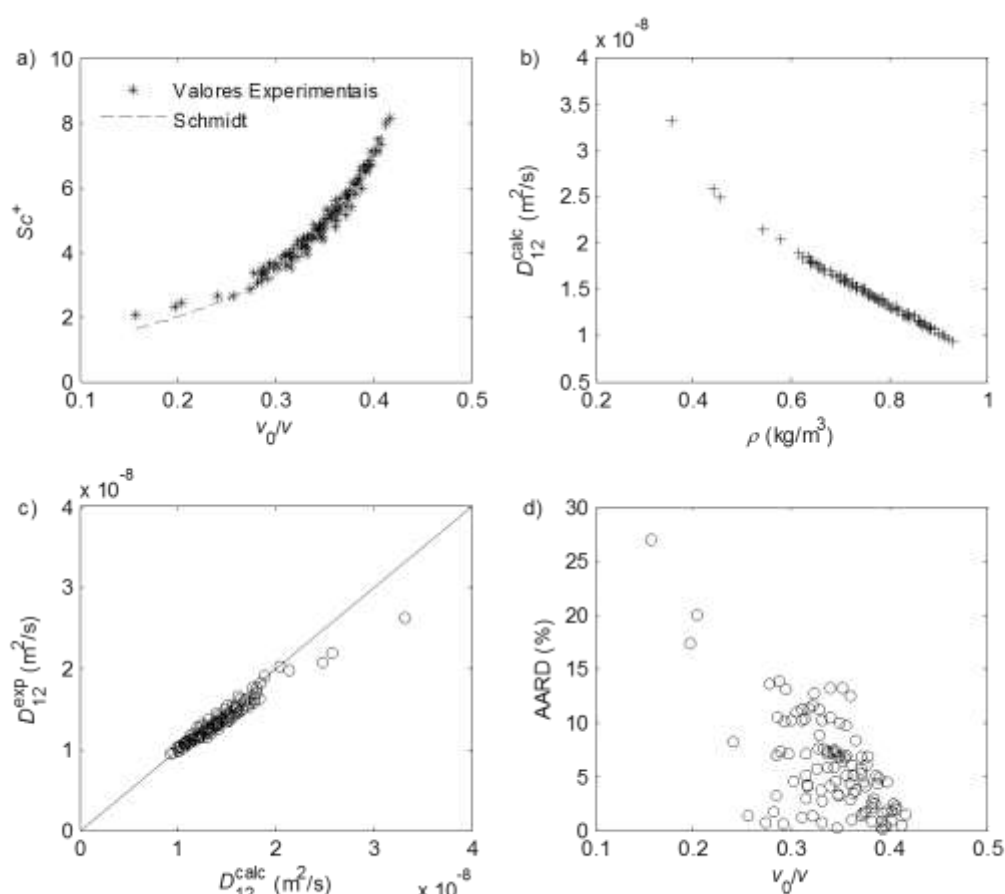 a)
10
8
6
4
2
0
Sc⁺
✳ Valores Experimentais
--- Schmidt
0.1 0.2 0.3 0.4 0.5
v₀/v
b)
x 10⁻⁸
4
3.5
3
2.5
2
1.5
1
0.5
D₁₂ᶜᵃˡᶜ (m²/s)
0.2 0.4 0.6 0.8 1
ρ (kg/m³)
c)
x 10⁻⁸
4
3
2
1
0
D₁₂ᵉˣᵖ (m²/s)
0 1 2 3 4
D₁₂ᶜᵃˡᶜ (m²/s)
x 10⁻⁸
d)
30
25
20
15
10
5
0
AARD (%)
0.1 0.2 0.3 0.4 0.5
v₀/v